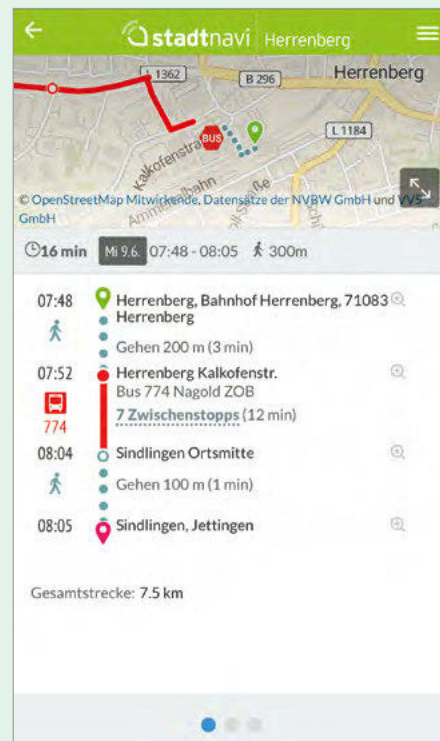 stadtnavi Herrenberg
L 1362
B 296
Herrenberg
L 1184
BUS
Kalkofenstraße
© OpenStreetMap Mitwirkende, Datensätze der NVBW GmbH und VVS
GmbH
16 min Mi 9.6. 07:48 - 08:05 300m
07:48 Herrenberg, Bahnhof Herrenberg, 71083
Herrenberg
Gehen 200 m (3 min)
07:52 Herrenberg Kalkofenstr.
Bus 774 Nagold ZOB
7 Zwischenstopps (12 min)
774
08:04 Sindlingen Ortsmitte
Gehen 100 m (1 min)
08:05 Sindlingen, Jettingen
Gesamtstrecke: 7.5 km